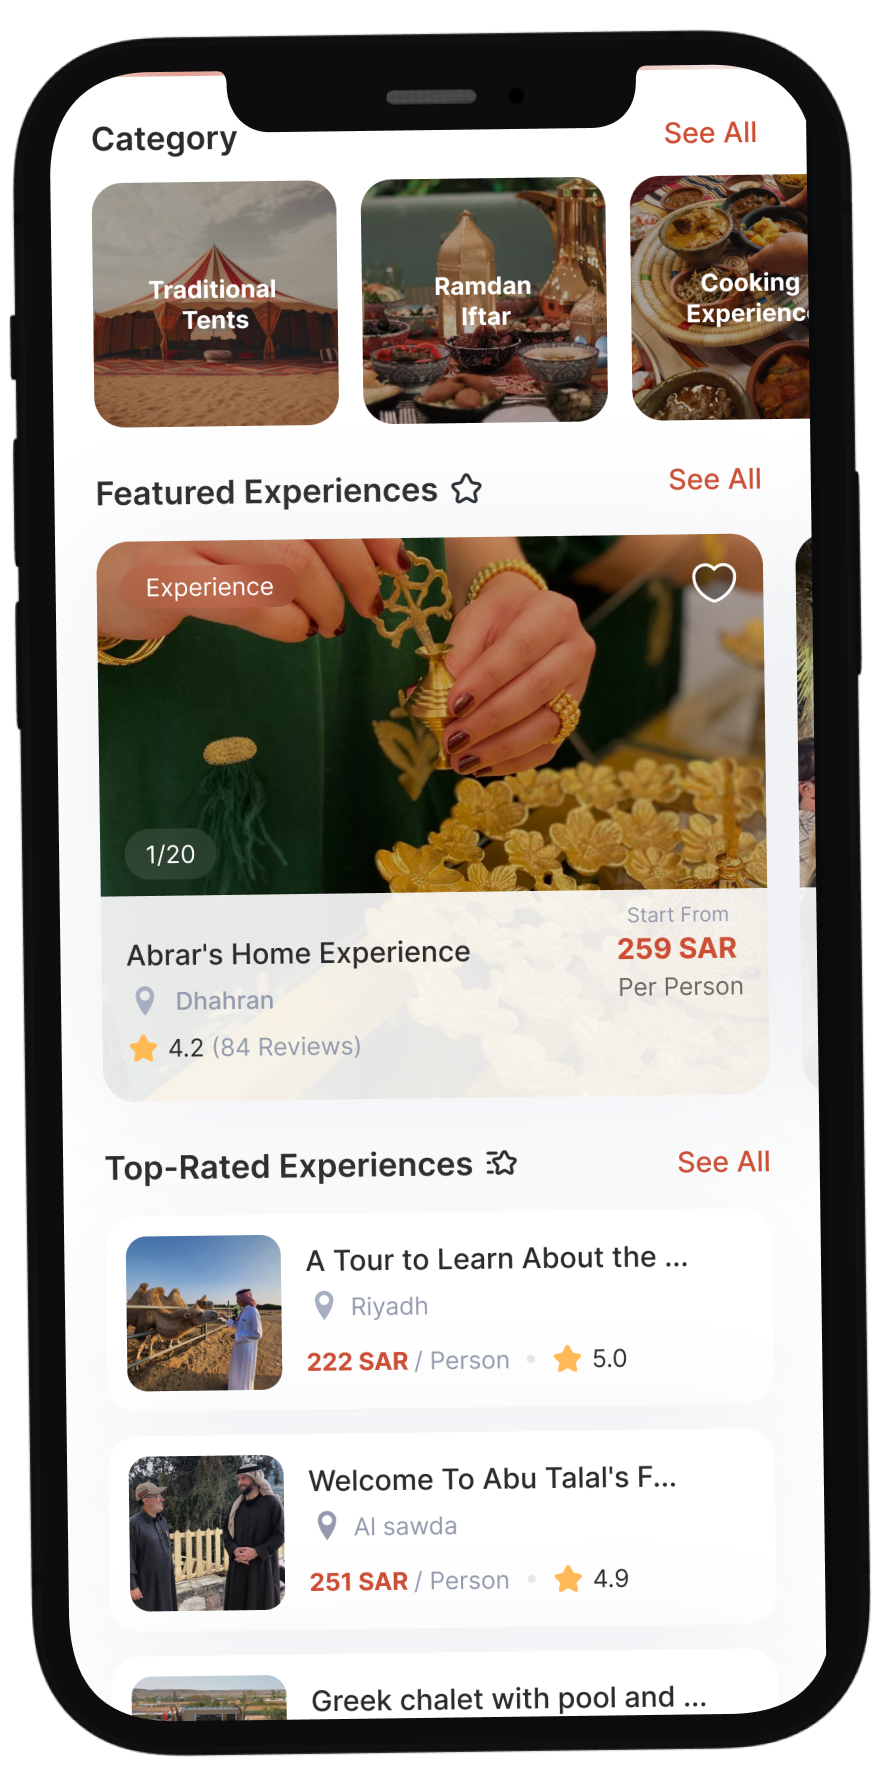 Category
See All
Traditional
Tents
Ramdan
Iftar
Cooking
Experienc
Featured Experiences
See All
Experience
1/20
Start From
Abrar's Home Experience
259 SAR
Dhahran
Per Person
4.2 (84 Reviews)
Top-Rated Experiences
See All
A Tour to Learn About the ...
Riyadh
222 SAR / Person • 5.0
Welcome To Abu Talal's F...
Al sawda
251 SAR / Person • 4.9
Greek chalet with pool and ...